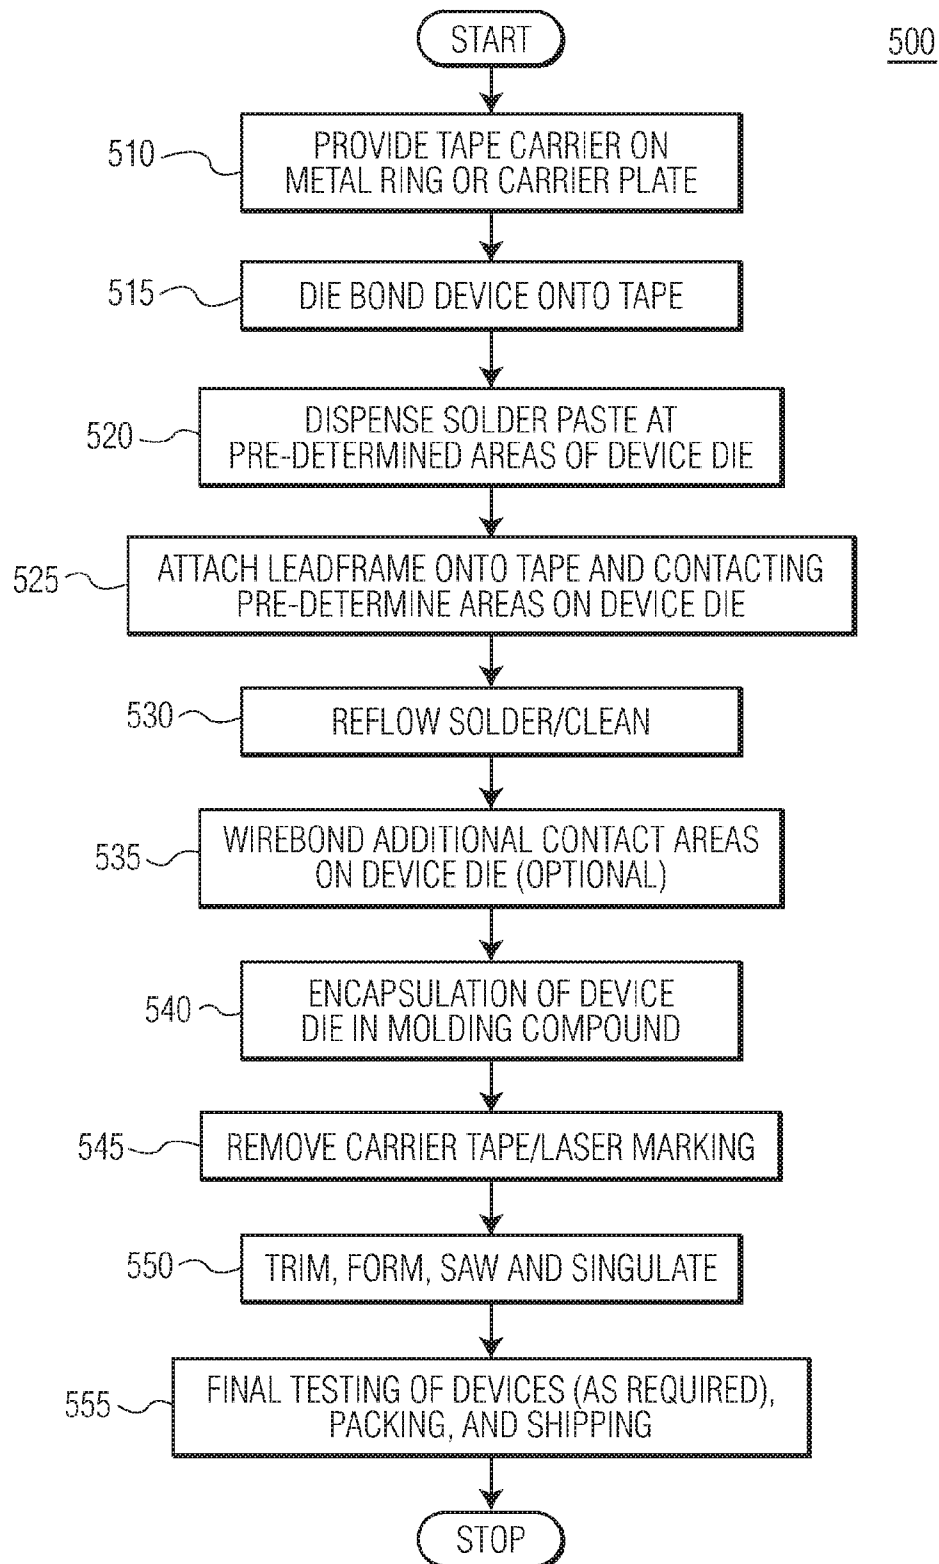 START
500
510
PROVIDE TAPE CARRIER ON
METAL RING OR CARRIER PLATE
515
DIE BOND DEVICE ONTO TAPE
520
DISPENSE SOLDER PASTE AT
PRE-DETERMINED AREAS OF DEVICE DIE
525
ATTACH LEADFRAME ONTO TAPE AND CONTACTING
PRE-DETERMINE AREAS ON DEVICE DIE
530
REFLOW SOLDER/CLEAN
535
WIREBOND ADDITIONAL CONTACT AREAS
ON DEVICE DIE (OPTIONAL)
540
ENCAPSULATION OF DEVICE
DIE IN MOLDING COMPOUND
545
REMOVE CARRIER TAPE/LASER MARKING
550
TRIM, FORM, SAW AND SINGULATE
555
FINAL TESTING OF DEVICES (AS REQUIRED),
PACKING, AND SHIPPING
STOP